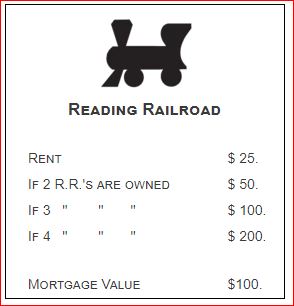 Reading Railroad
Rent $ 25.
If 2 R.R.'s are owned $ 50.
If 3 " " " $ 100.
If 4 " " " $ 200.
Mortgage Value $100.